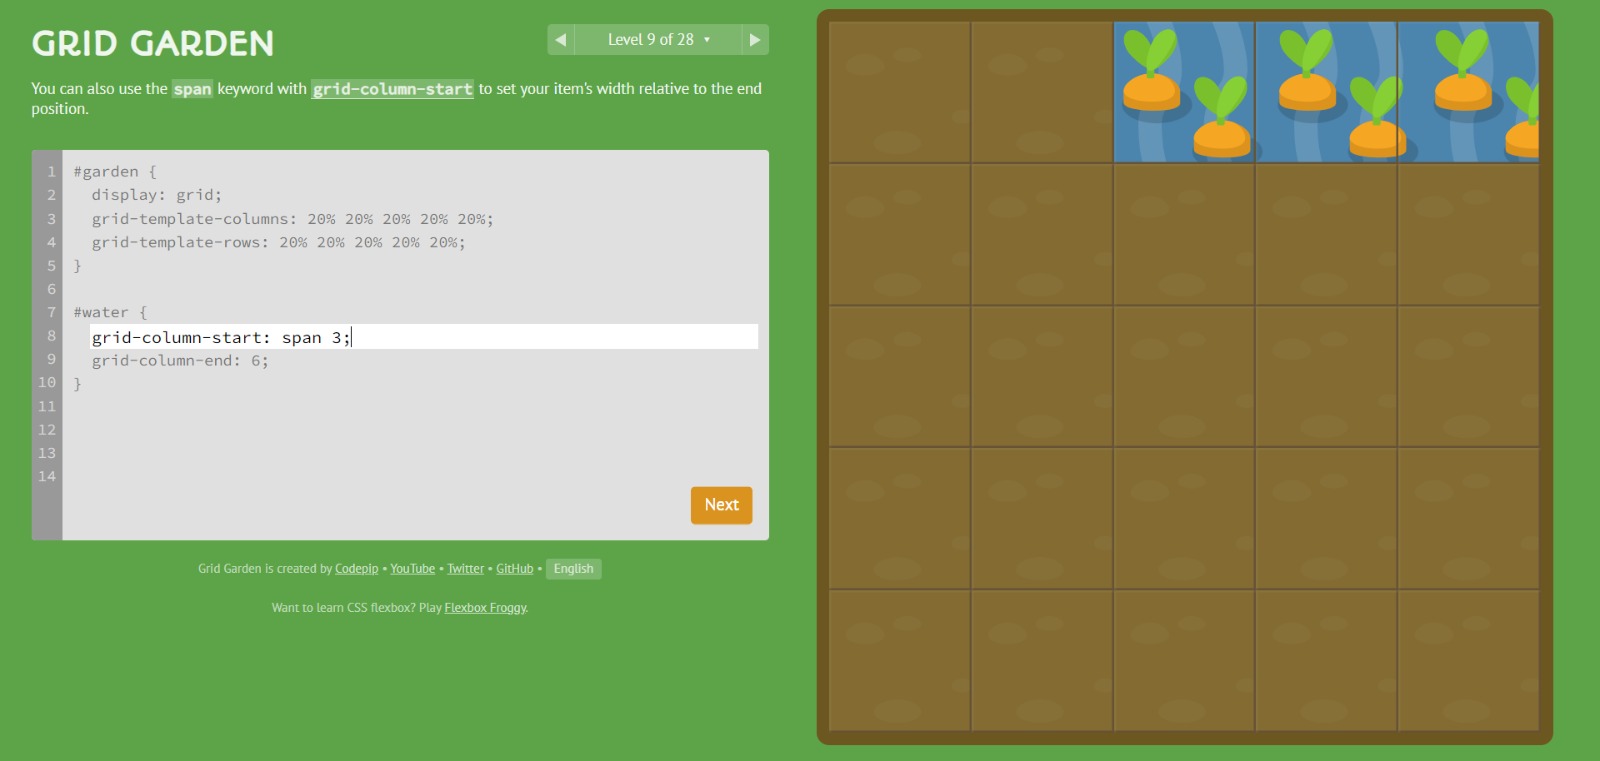 GRID GARDEN
◀ Level 9 of 28 ▼ ▶
You can also use the span keyword with grid-column-start to set your item's width relative to the end
position.
1 #garden {
2   display: grid;
3   grid-template-columns: 20% 20% 20% 20% 20%;
4   grid-template-rows: 20% 20% 20% 20% 20%;
5 }
6
7 #water {
8   grid-column-start: span 3;
9   grid-column-end: 6;
10 }
11
12
13
14
Next
Grid Garden is created by Codepip • YouTube • Twitter • GitHub • English
Want to learn CSS flexbox? Play Flexbox Froggy.